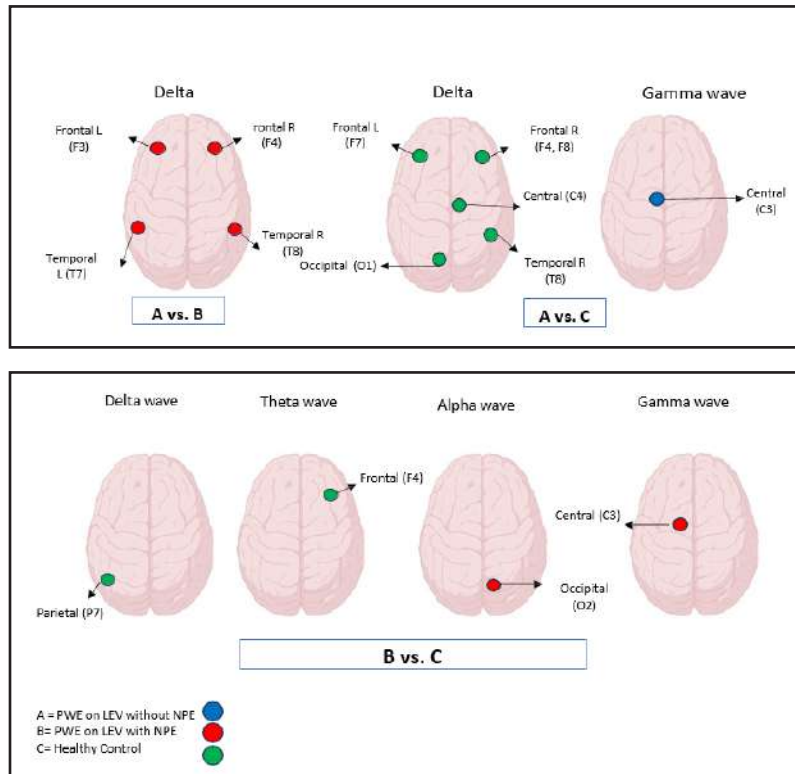 Delta
Delta
Gamma wave
Frontal L
(F3)
rontal R
(F4)
Frontal L
(F7)
Frontal R
(F4, F8)
Central (C4)
Central
(C3)
Temporal
L (T7)
Temporal R
(T8)
Occipital (O1)
Temporal R
(T8)
A vs. B
A vs. C
Delta wave
Theta wave
Alpha wave
Gamma wave
Frontal (F4)
Central (C3)
Parietal (P7)
Occipital
(O2)
B vs. C
A = PWE on LEV without NPE
B= PWE on LEV with NPE
C= Healthy Control